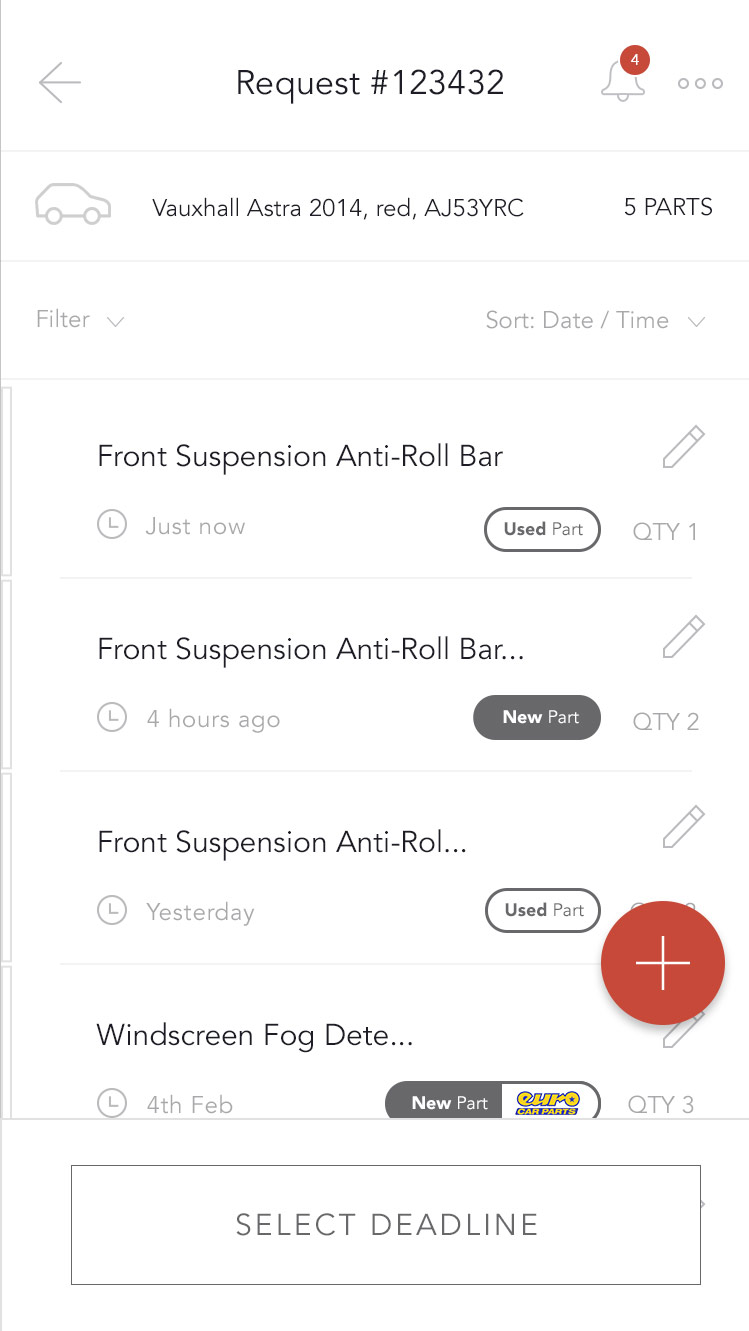 Request #123432
4
Vauxhall Astra 2014, red, AJ53YRC
5 PARTS
Filter
Sort: Date / Time
Front Suspension Anti-Roll Bar
Just now
Used Part
QTY 1
Front Suspension Anti-Roll Bar...
4 hours ago
New Part
QTY 2
Front Suspension Anti-Rol...
Yesterday
Used Part
Windscreen Fog Dete...
4th Feb
New Part
euro
CAR PARTS
QTY 3
SELECT DEADLINE